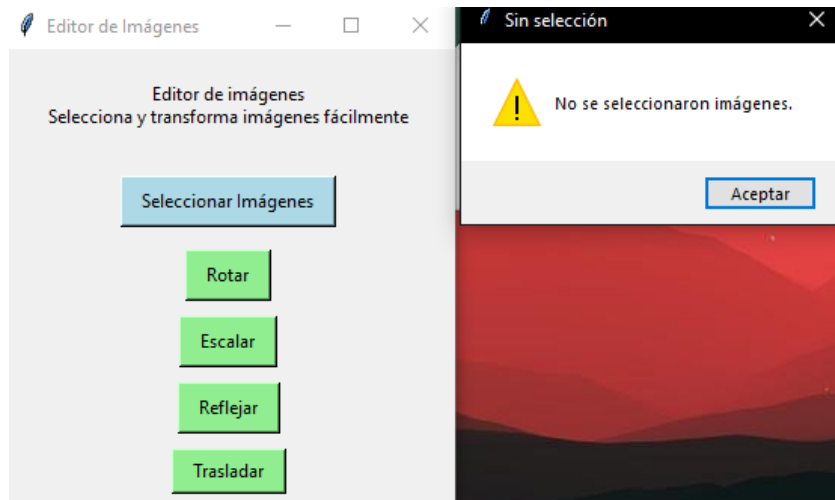 Editor de Imágenes
Editor de imágenes
Selecciona y transforma imágenes fácilmente
Seleccionar Imágenes
Rotar
Escalar
Reflejar
Trasladar
Sin selección
No se seleccionaron imágenes.
Aceptar